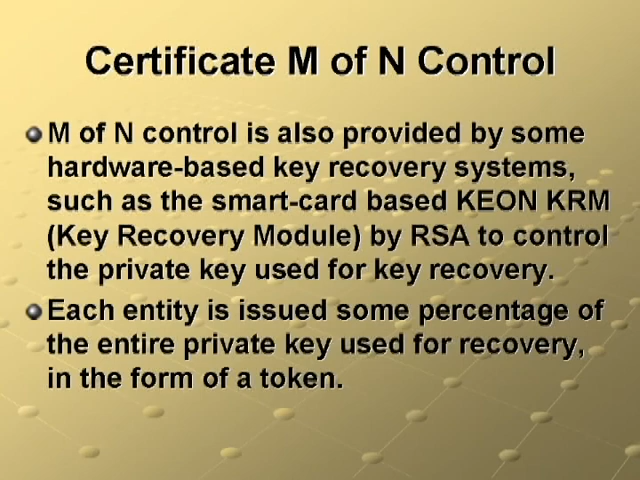 Certificate M of N Control
M of N control is also provided by some
hardware-based key recovery systems,
such as the smart-card based KEON KRM
(Key Recovery Module) by RSA to control
the private key used for key recovery.
Each entity is issued some percentage of
the entire private key used for recovery,
in the form of a token.